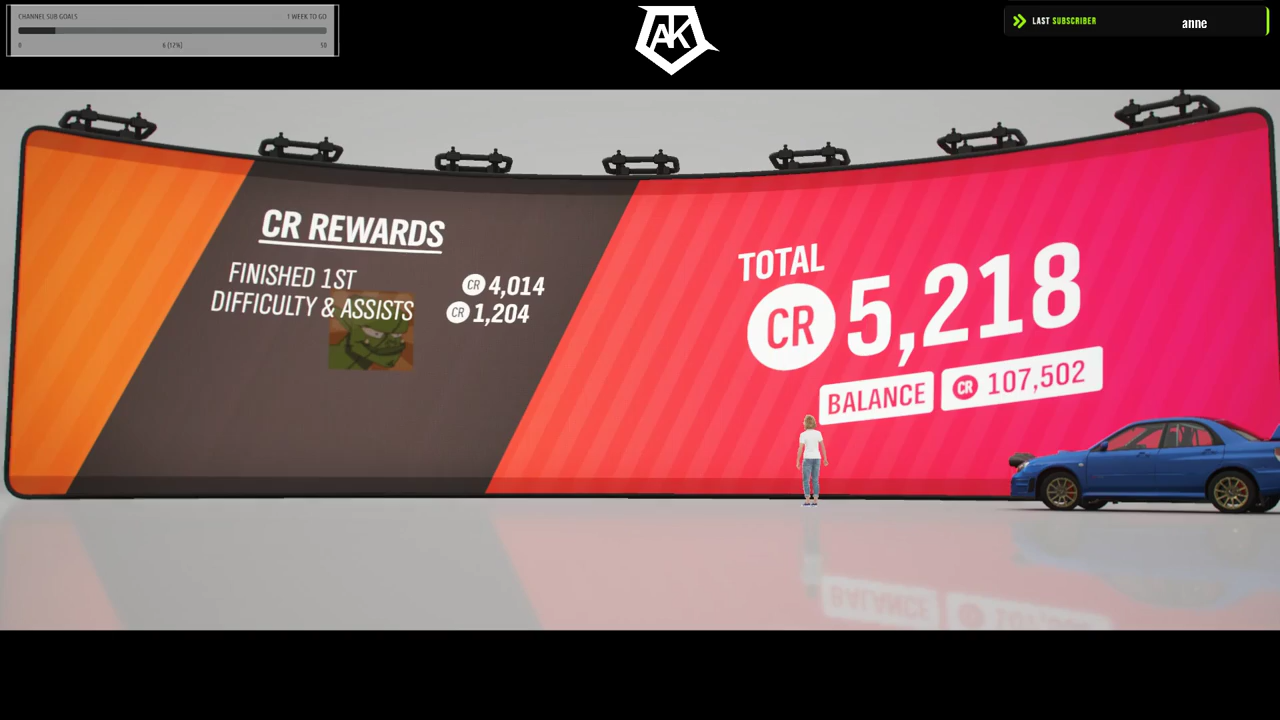 CHANNEL SUB GOALS
1 WEEK TO GO
0
6 (12%)
50
AK
LAST SUBSCRIBER
anne
CR REWARDS
FINISHED 1ST CR 4,014
DIFFICULTY & ASSISTS CR 1,204
TOTAL
CR 5,218
BALANCE CR 107,502